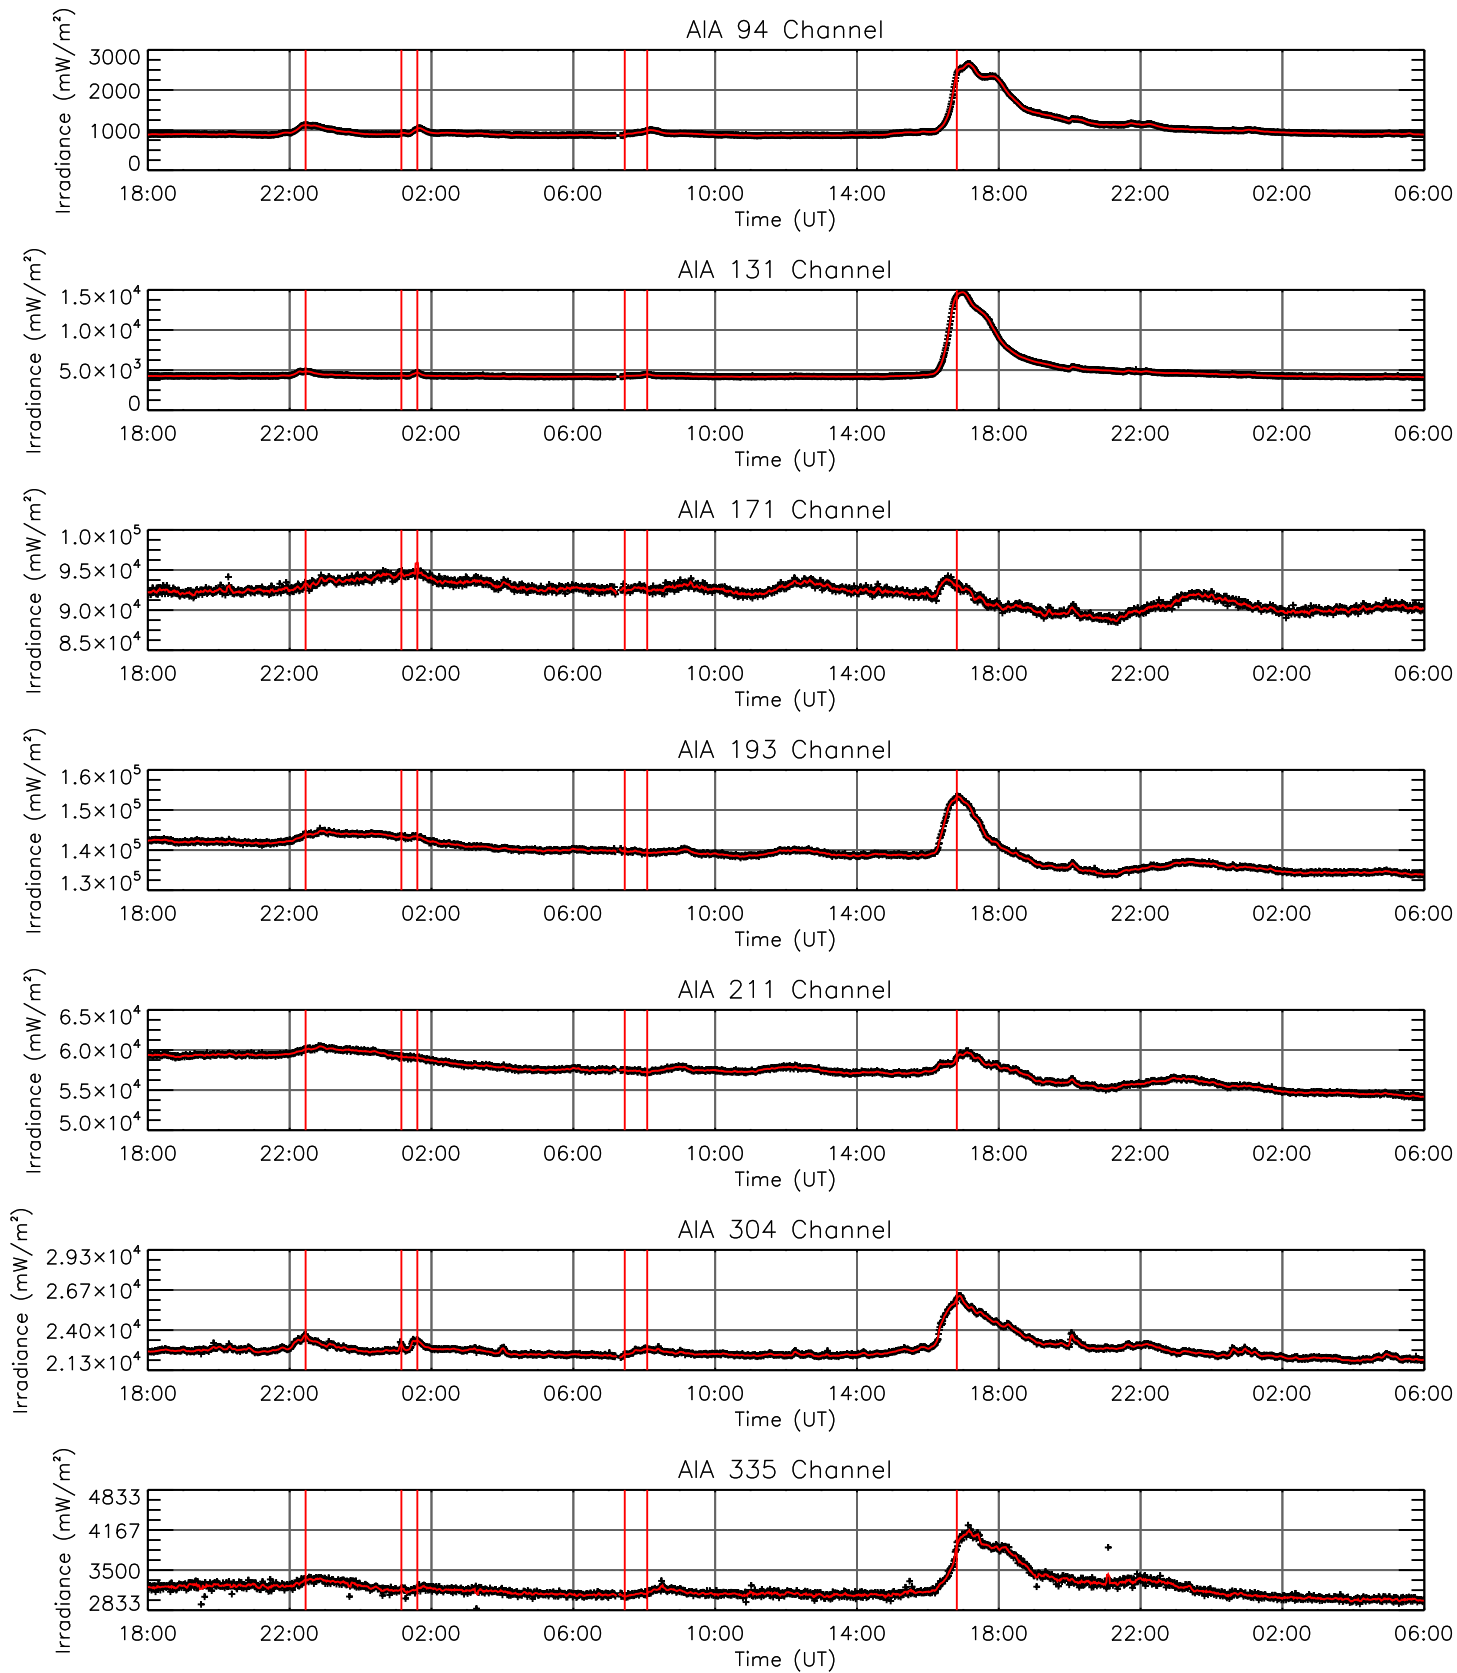 AIA 94 Channel
Irradiance (mW/m²)
3000
2000
1000
0
18:00 22:00 02:00 06:00 10:00 14:00 18:00 22:00 02:00 06:00
Time (UT)
AIA 131 Channel
Irradiance (mW/m²)
1.5×10⁴
1.0×10⁴
5.0×10³
0
18:00 22:00 02:00 06:00 10:00 14:00 18:00 22:00 02:00 06:00
Time (UT)
AIA 171 Channel
Irradiance (mW/m²)
1.0×10⁵
9.5×10⁴
9.0×10⁴
8.5×10⁴
18:00 22:00 02:00 06:00 10:00 14:00 18:00 22:00 02:00 06:00
Time (UT)
AIA 193 Channel
Irradiance (mW/m²)
1.6×10⁵
1.5×10⁵
1.4×10⁵
1.3×10⁵
18:00 22:00 02:00 06:00 10:00 14:00 18:00 22:00 02:00 06:00
Time (UT)
AIA 211 Channel
Irradiance (mW/m²)
6.5×10⁴
6.0×10⁴
5.5×10⁴
5.0×10⁴
18:00 22:00 02:00 06:00 10:00 14:00 18:00 22:00 02:00 06:00
Time (UT)
AIA 304 Channel
Irradiance (mW/m²)
2.93×10⁴
2.67×10⁴
2.40×10⁴
2.13×10⁴
18:00 22:00 02:00 06:00 10:00 14:00 18:00 22:00 02:00 06:00
Time (UT)
AIA 335 Channel
Irradiance (mW/m²)
4833
4167
3500
2833
18:00 22:00 02:00 06:00 10:00 14:00 18:00 22:00 02:00 06:00
Time (UT)